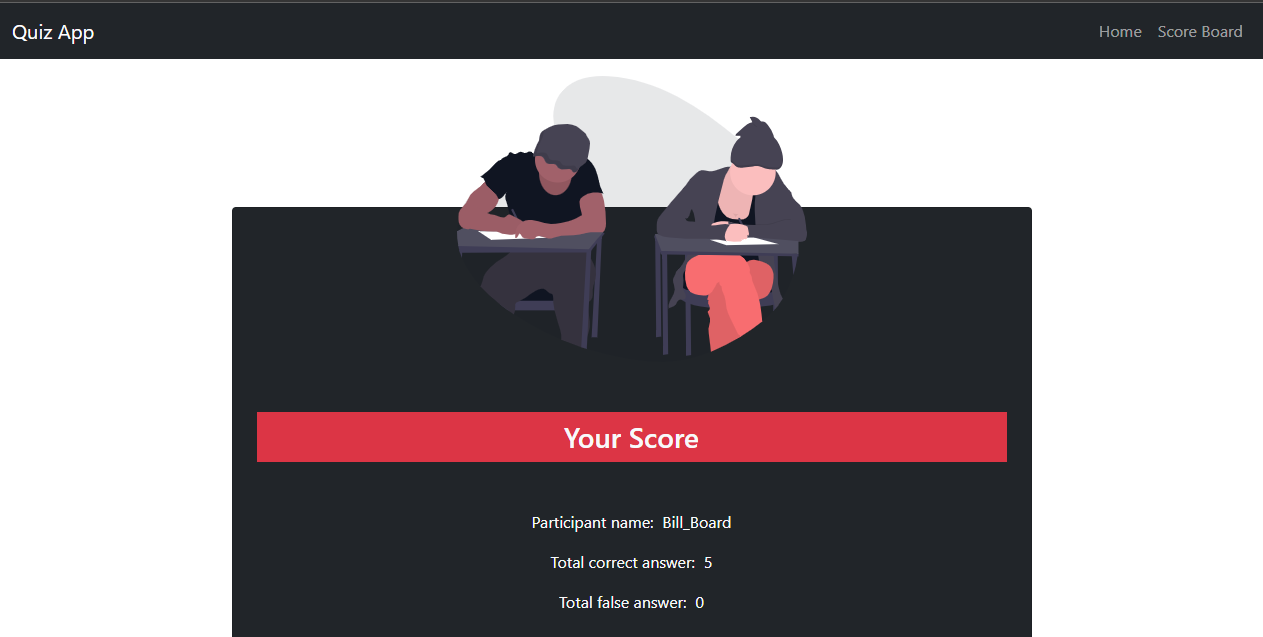 Quiz App
Home Score Board
Your Score
Participant name: Bill_Board
Total correct answer: 5
Total false answer: 0